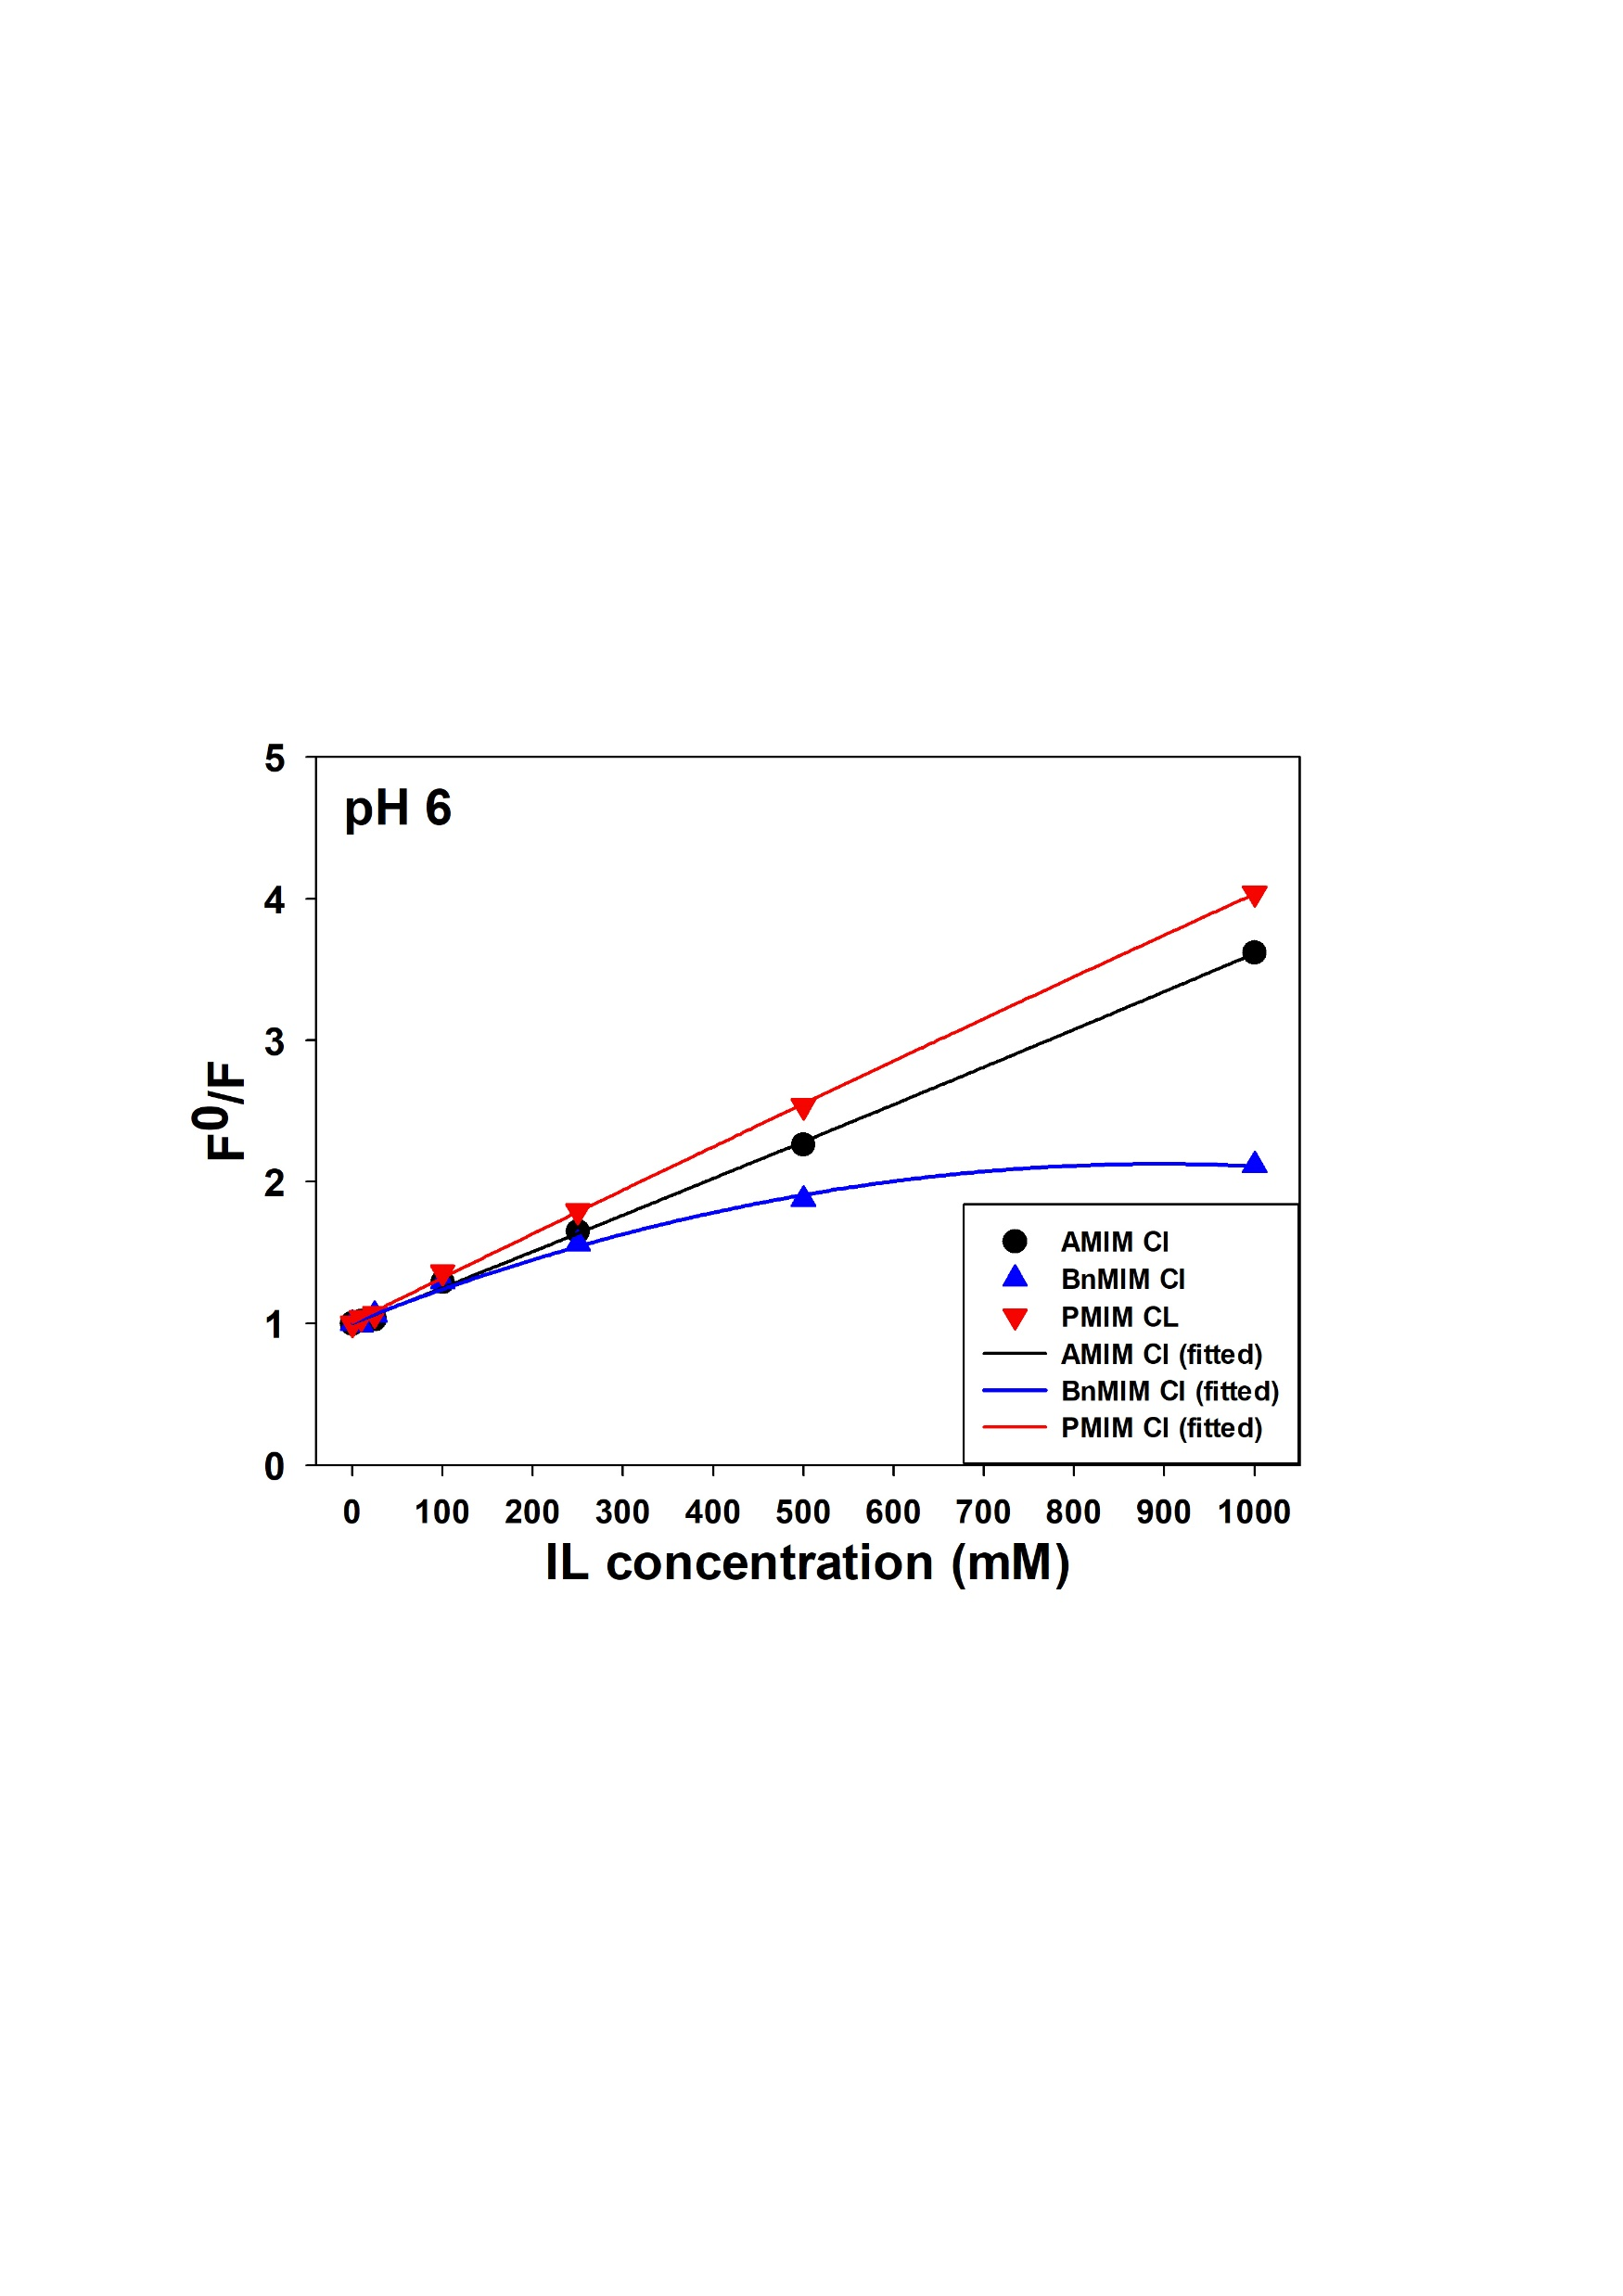 5
pH 6
4
3
F0/F
2
1
0
AMIM Cl
BnMIM Cl
PMIM CL
AMIM Cl (fitted)
BnMIM Cl (fitted)
PMIM Cl (fitted)
0 100 200 300 400 500 600 700 800 900 1000
IL concentration (mM)